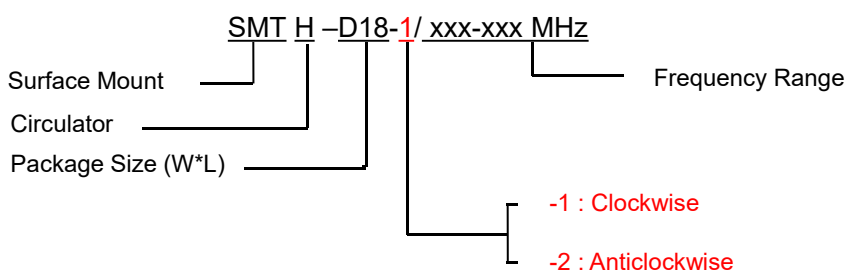 SMT H –D18-1/ xxx-xxx MHz
Surface Mount
Frequency Range
Circulator
Package Size (W*L)
-1 : Clockwise
-2 : Anticlockwise